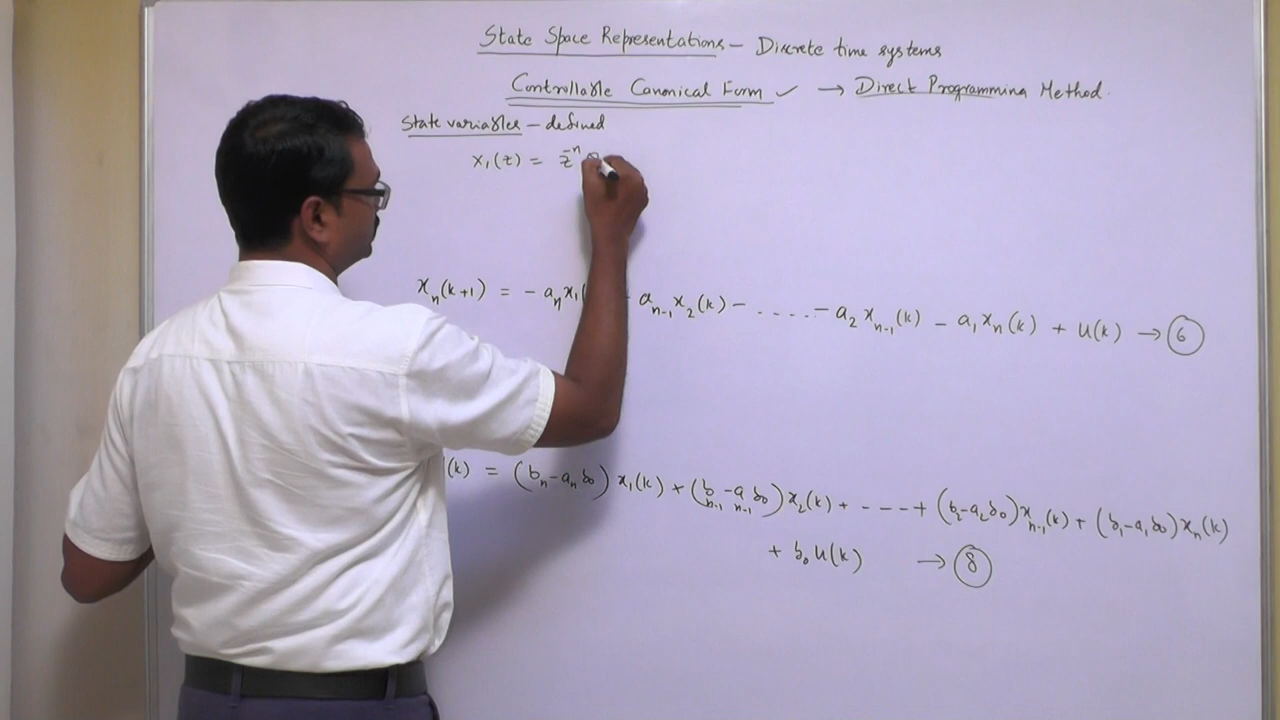 State Space Representations – Discrete time systems
Controllable Canonical Form ✓ → Direct Programming Method.
State variables – defined
X₁(z) = z⁻ⁿ
xₙ(k+1) = – aₙx₁( – aₙ₋₁x₂(k) – ..... – a₂xₙ₋₁(k) – a₁xₙ(k) + u(k) → ⑥
(k) = (bₙ–aₙb₀) x₁(k) + (bₙ₋₁–aₙ₋₁b₀) x₂(k) + ---- + (b₂–a₂b₀)xₙ₋₁(k) + (b₁–a₁b₀)xₙ(k)
+ b₀u(k) → ⑧